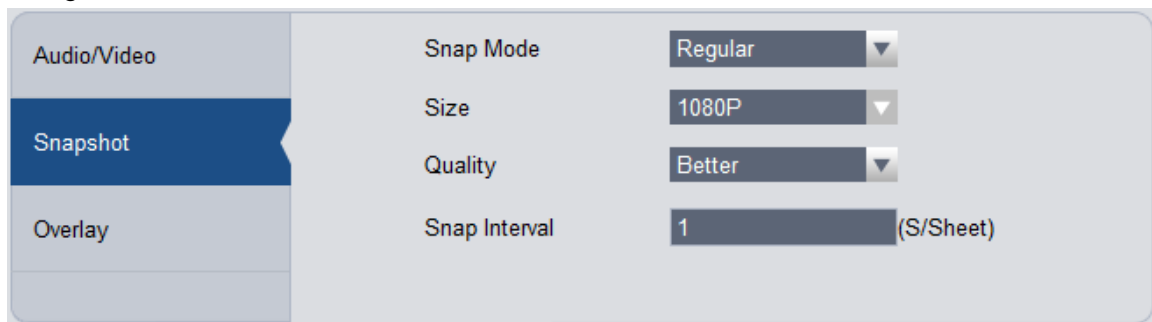 Audio/Video
Snapshot
Overlay
Snap Mode Regular
Size 1080P
Quality Better
Snap Interval 1 (S/Sheet)